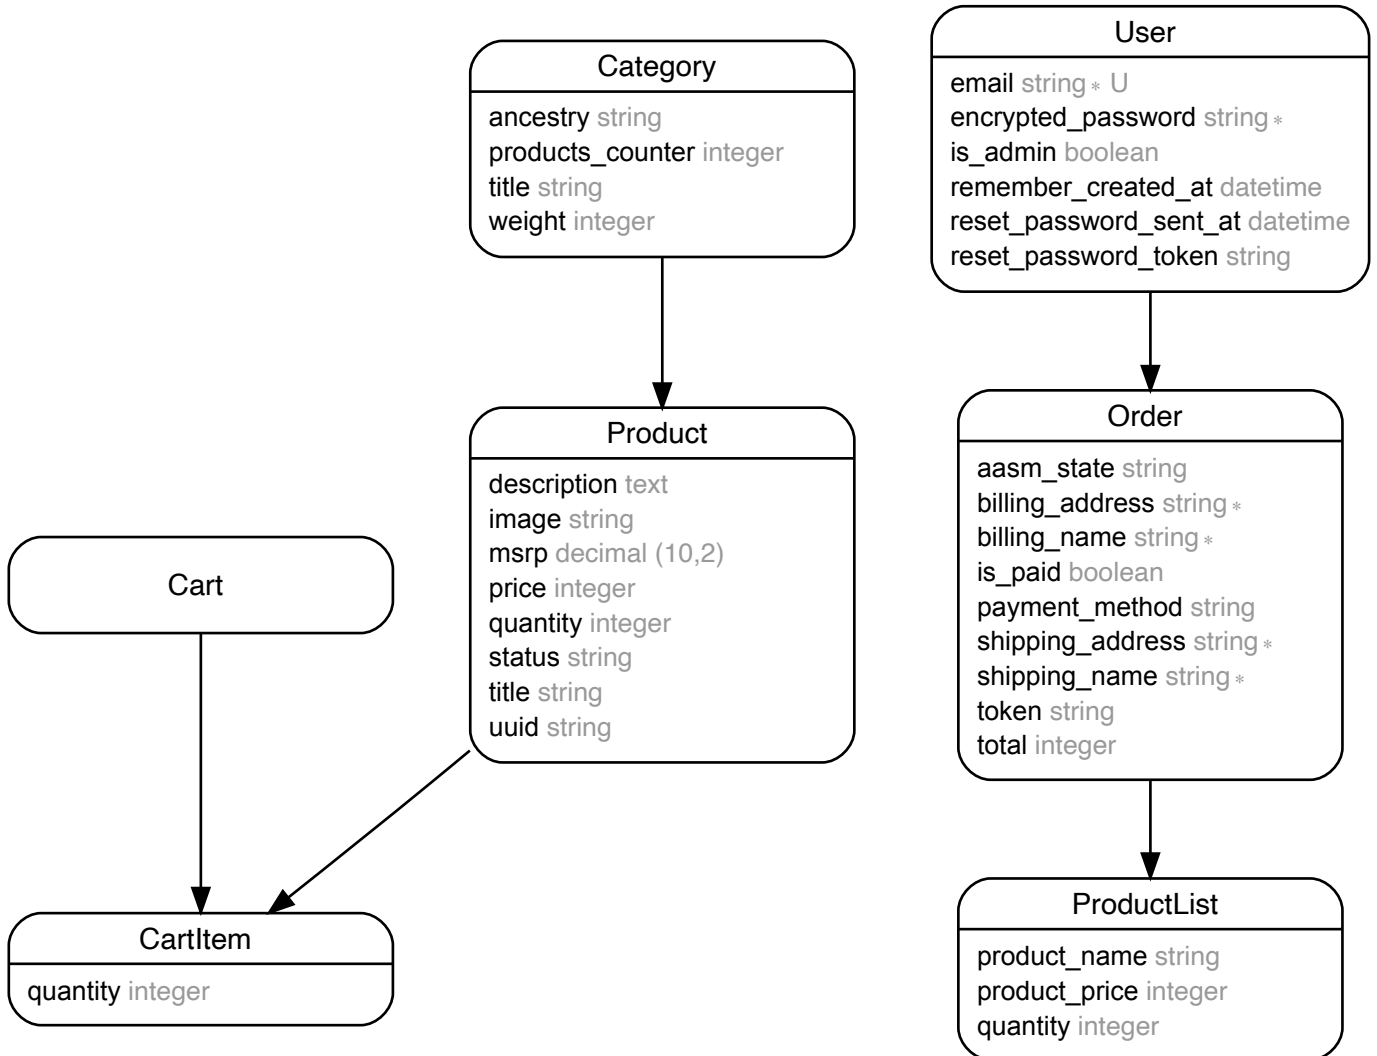 Category
ancestry string
products_counter integer
title string
weight integer
User
email string * U
encrypted_password string *
is_admin boolean
remember_created_at datetime
reset_password_sent_at datetime
reset_password_token string
Product
description text
image string
msrp decimal (10,2)
price integer
quantity integer
status string
title string
uuid string
Order
aasm_state string
billing_address string *
billing_name string *
is_paid boolean
payment_method string
shipping_address string *
shipping_name string *
token string
total integer
Cart
CartItem
quantity integer
ProductList
product_name string
product_price integer
quantity integer